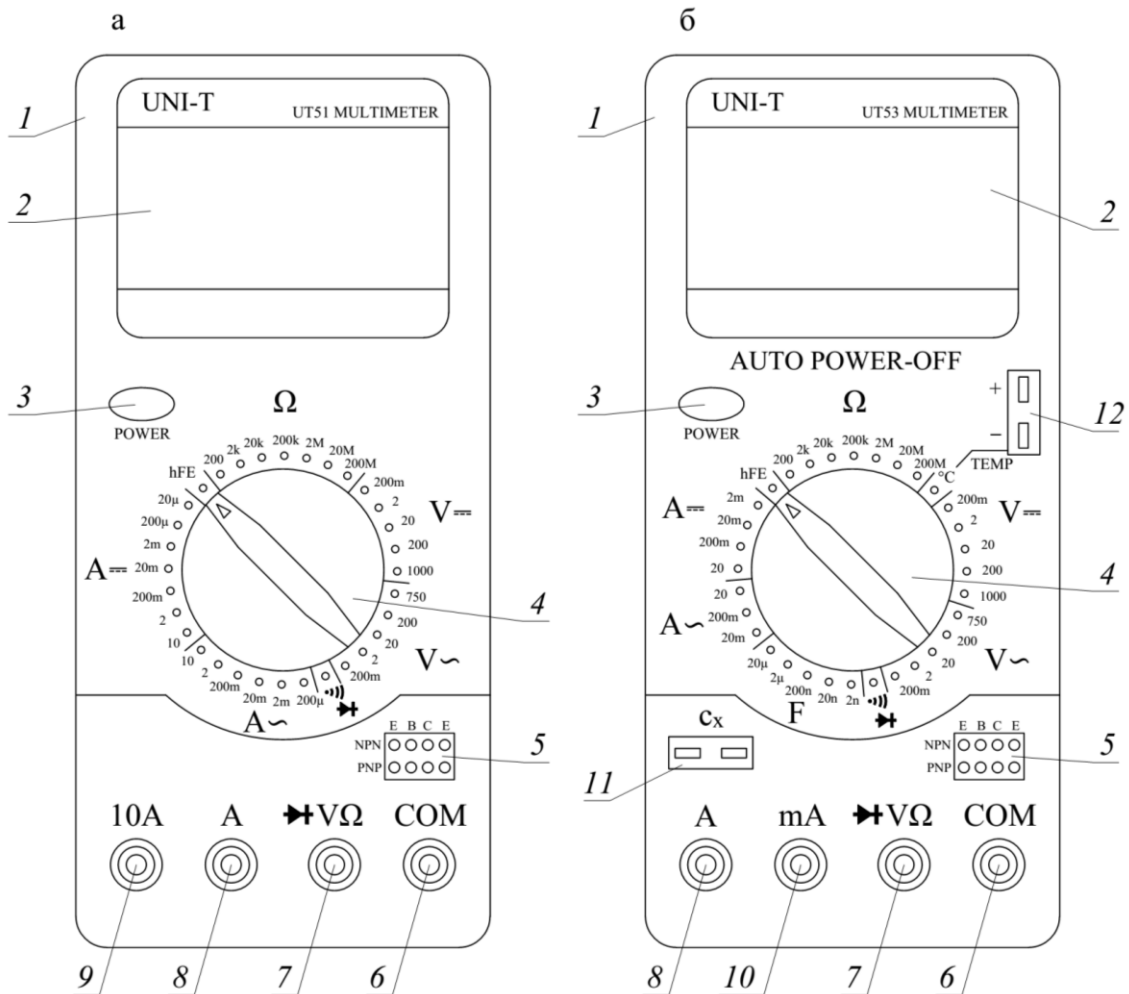 а
UNI-T
UT51 MULTIMETER
1
2
3
POWER
Ω
hFE
200
2k
20k
200k
2M
20M
200M
200m
2
20
200
1000
V⎓
750
200
20
2
200m
V∼
200µ
2m
20m
200m
2
10
A∼
10
2
200m
20m
2m
200µ
20µ
A⎓
4
E B C E
NPN
PNP
5
10A A VΩ COM
9 8 7 6
б
UNI-T
UT53 MULTIMETER
1
2
AUTO POWER-OFF
3
POWER
Ω
+
−
12
TEMP
hFE
200
2k
20k
200k
2M
20M
200M
°C
200m
2
20
200
1000
V⎓
750
200
20
2
200m
V∼
2n
20n
200n
2µ
20µ
F
20m
200m
20
A∼
20
200m
20m
2m
A⎓
4
cx
11
E B C E
NPN
PNP
5
A mA VΩ COM
8 10 7 6